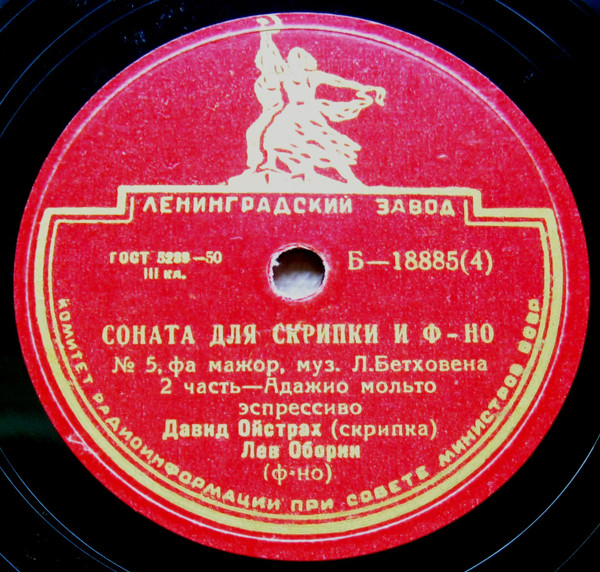 ЛЕНИНГРАДСКИЙ ЗАВОД
ГОСТ 5289—50
III кл.
Б—18885(4)
СОНАТА ДЛЯ СКРИПКИ И Ф-НО
№ 5, фа мажор, муз. Л.Бетховена
2 часть—Адажио мольто
эспрессиво
Давид Ойстрах (скрипка)
Лев Оборин
(ф-но)
КОМИТЕТ РАДИОИНФОРМАЦИИ ПРИ СОВЕТЕ МИНИСТРОВ СССР